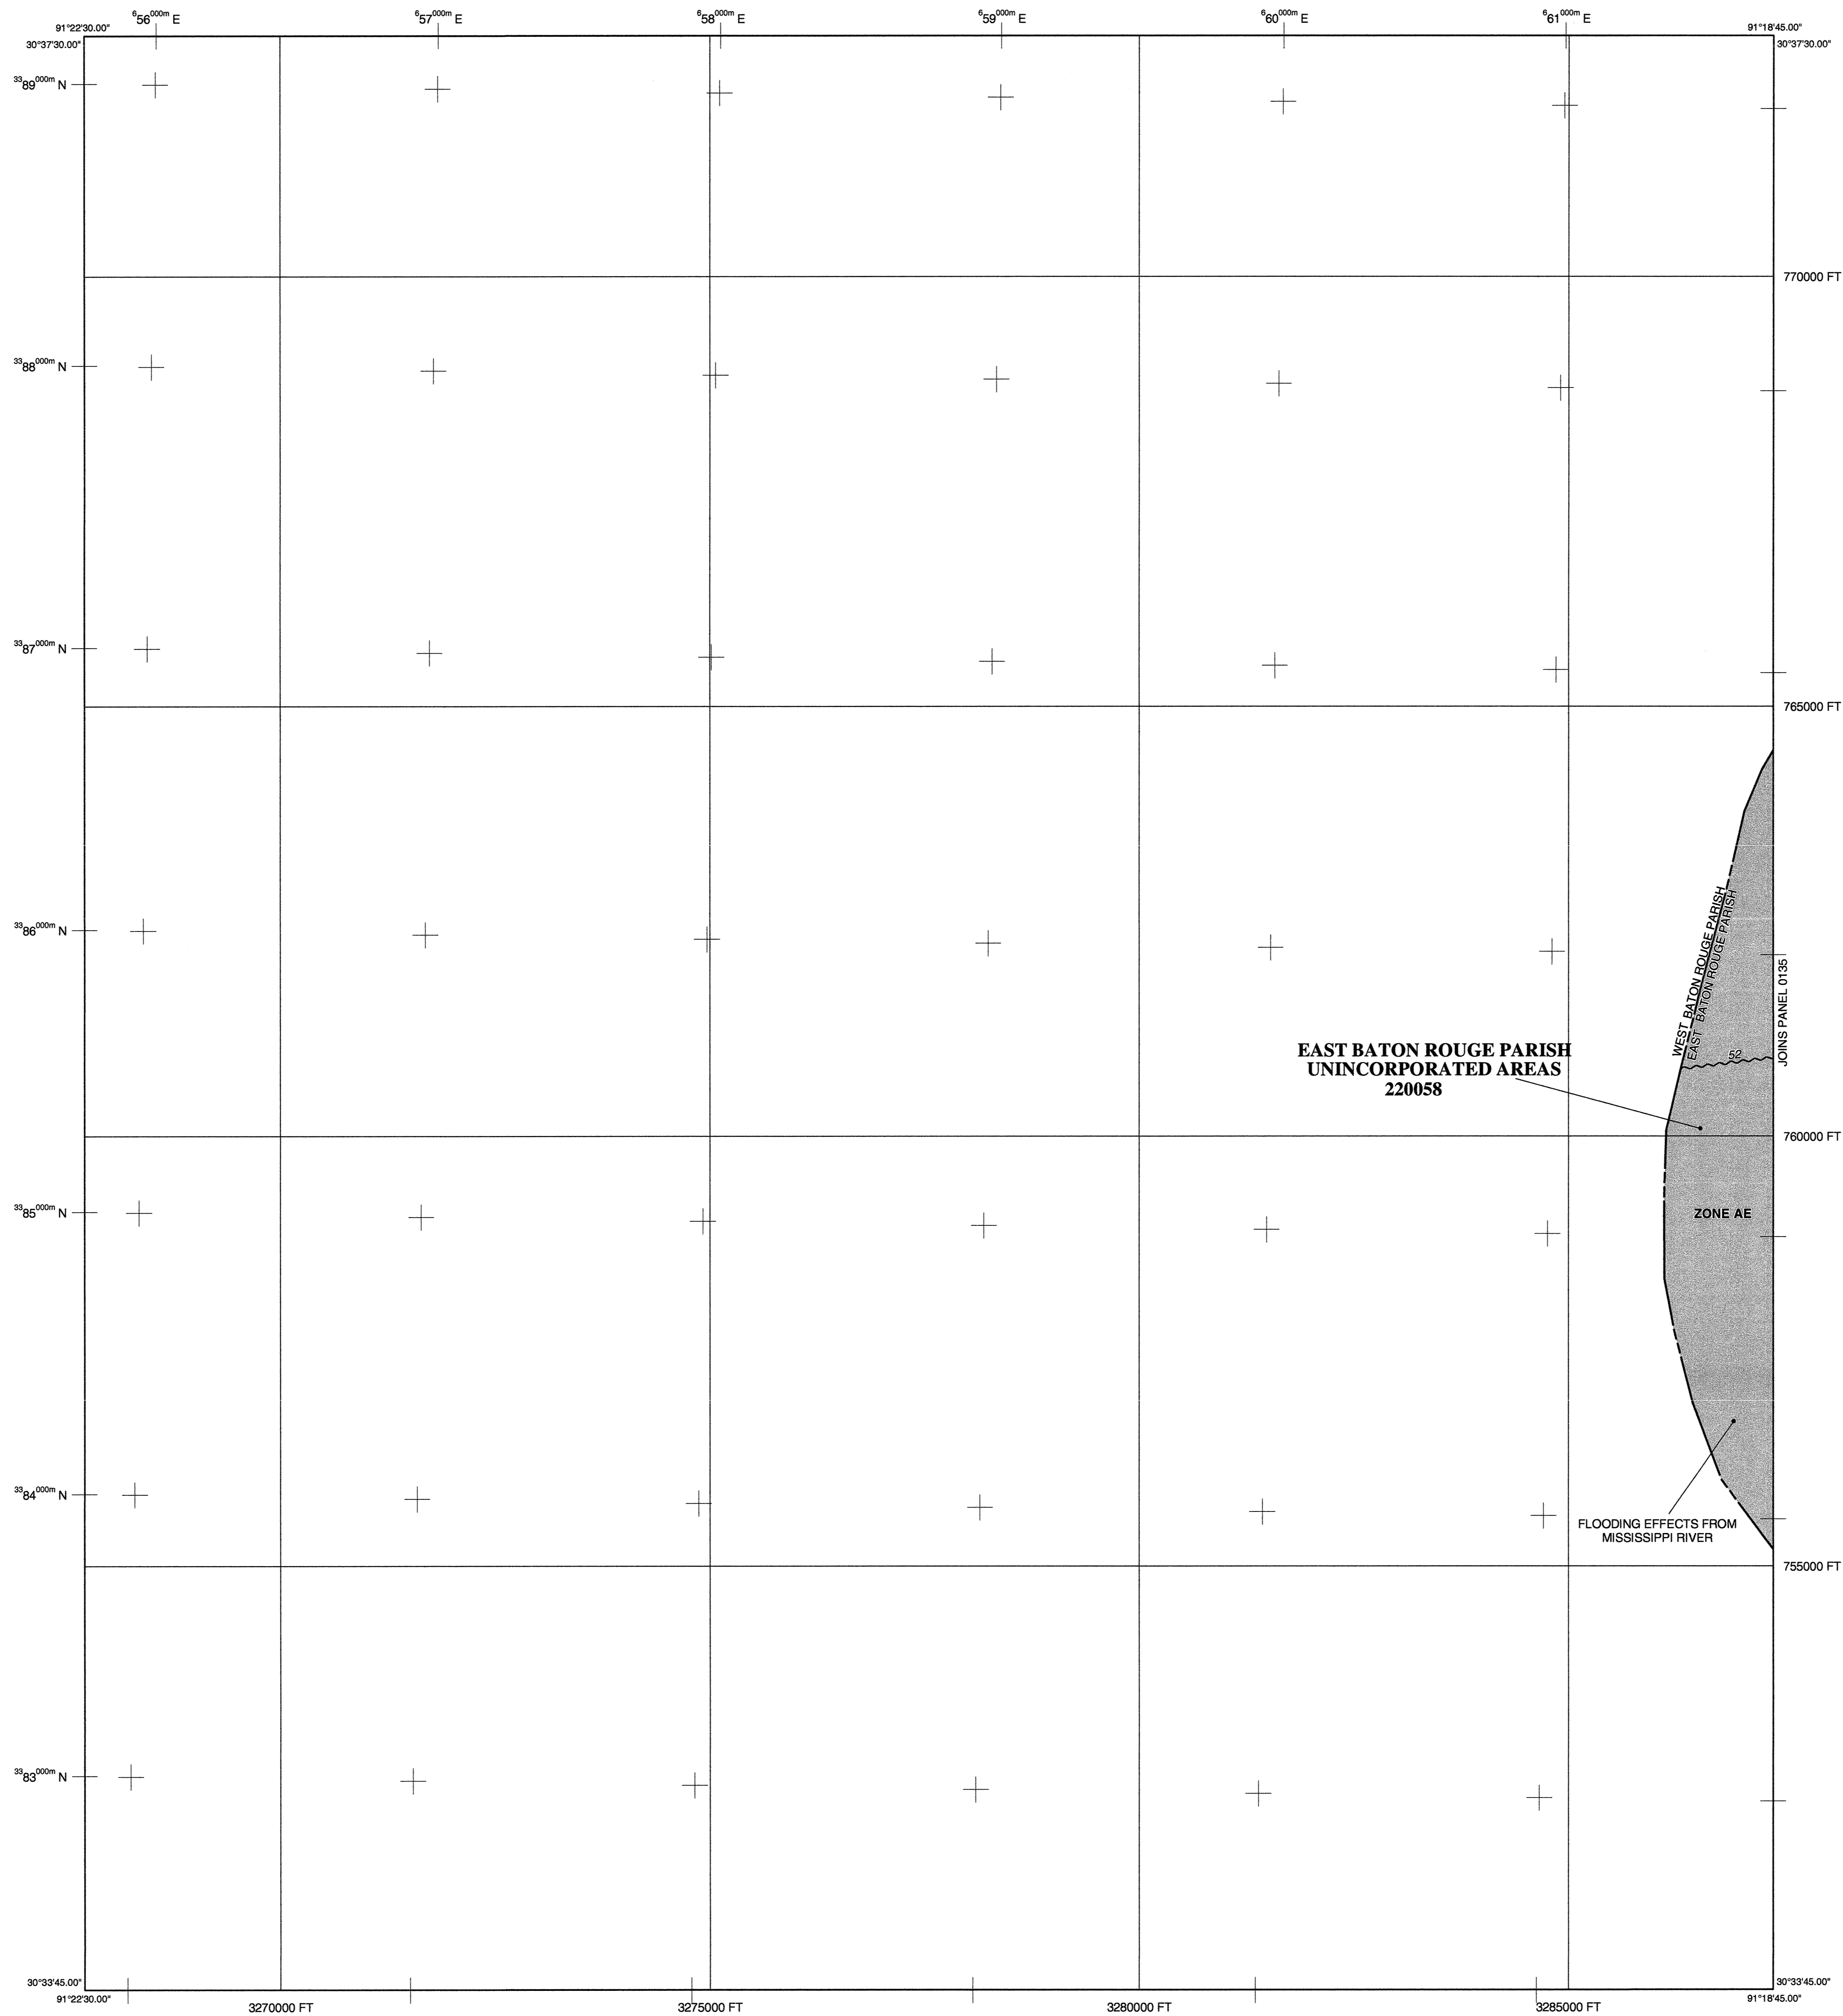 656000m E 657000m E 658000m E 659000m E 660000m E 661000m E
91°22'30.00" 91°18'45.00"
30°37'30.00" 30°37'30.00"
3389000m N
770000 FT
3388000m N
3387000m N
765000 FT
3386000m N
WEST BATON ROUGE PARISH
EAST BATON ROUGE PARISH
JOINS PANEL 0135
52
EAST BATON ROUGE PARISH
UNINCORPORATED AREAS
220058
760000 FT
3385000m N
ZONE AE
3384000m N
FLOODING EFFECTS FROM
MISSISSIPPI RIVER
755000 FT
3383000m N
30°33'45.00" 30°33'45.00"
91°22'30.00" 91°18'45.00"
3270000 FT 3275000 FT 3280000 FT 3285000 FT